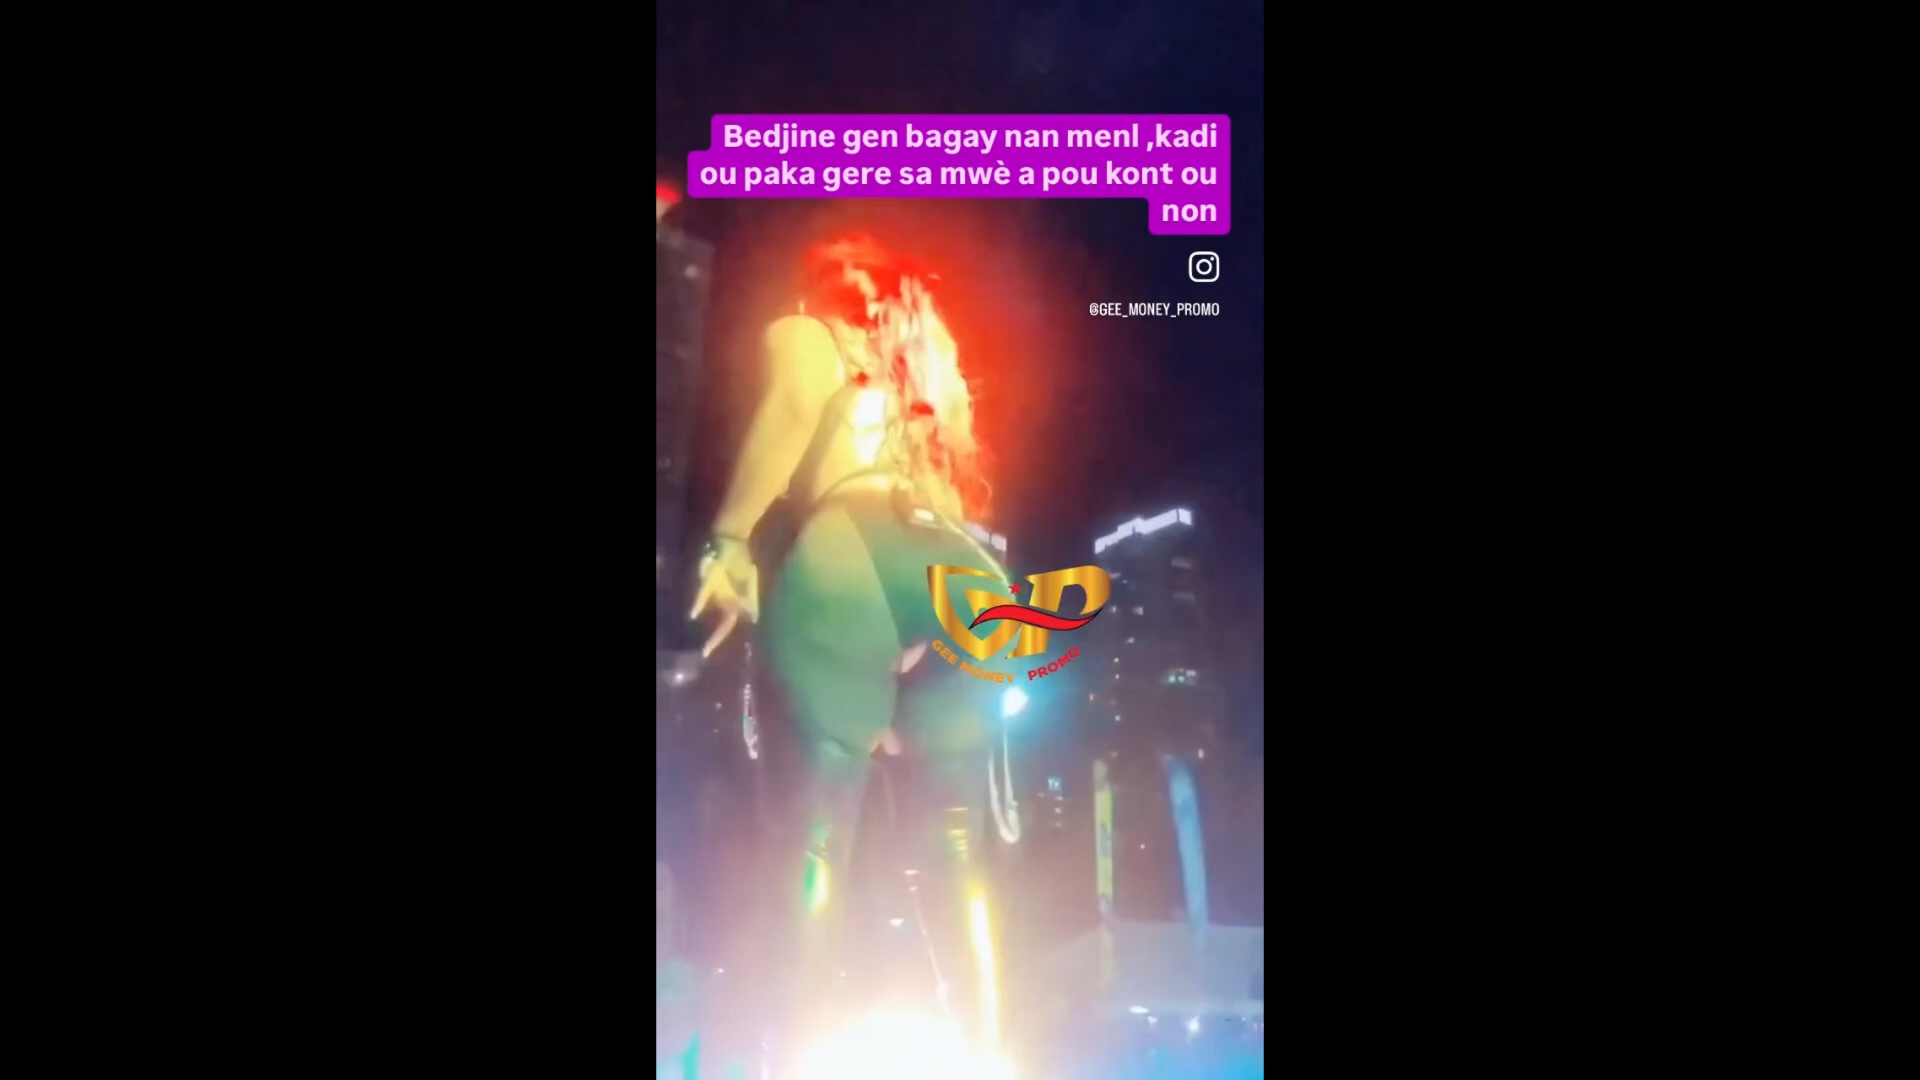 Bedjine gen bagay nan menl ,kadi
ou paka gere sa mwè a pou kont ou
non
@GEE_MONEY_PROMO
GP
GEE MONEY PROMO